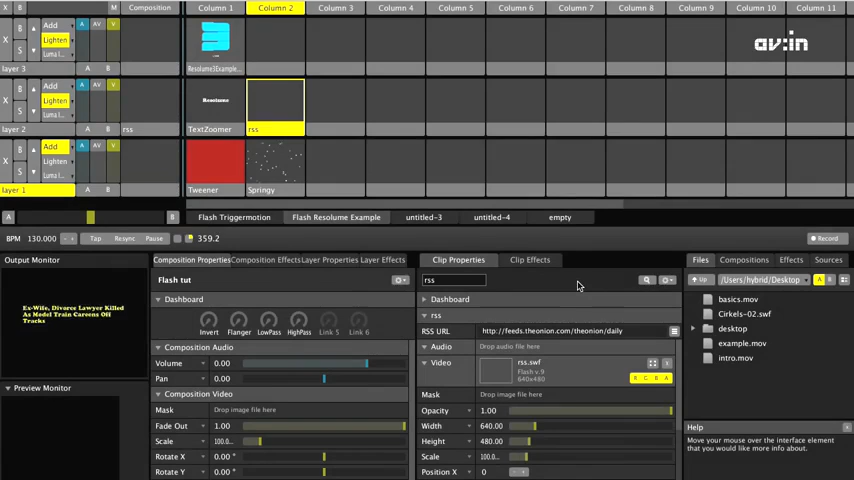 X B Composition Column 1 Column 2 Column 3 Column 4 Column 5 Column 6 Column 7 Column 8 Column 9 Column 10 Column 11
X B S Add Lighten Luma I... A AV V M
av:in
layer 3 A B Resolume3Example...
X B S Add Lighten Luma I... A AV V
Resolume
layer 2 A B rss TextZoomer rss
X B S Add Lighten Luma I... A AV V
layer 1 A B Tweener Springy
A B Flash Triggermotion Flash Resolume Example untitled-3 untitled-4 empty
BPM 130.000 - + Tap Resync Pause 359.2 Record
Output Monitor
Ex-Wife, Divorce Lawyer Killed
As Model Train Careens Off
Tracks
Preview Monitor
Composition Properties Composition Effects Layer Properties Layer Effects
Flash tut
Dashboard
Invert Flanger LowPass HighPass Link 5 Link 6
Composition Audio
Volume 0.00
Pan 0.00
Composition Video
Mask Drop image file here
Fade Out 1.00
Scale 100.0...
Rotate X 0.00 °
Rotate Y 0.00 °
Clip Properties Clip Effects
rss
Dashboard
rss
RSS URL http://feeds.theonion.com/theonion/daily
Audio Drop audio file here
Video rss.swf
Flash v.9
640x480
R G B A
Mask Drop image file here
Opacity 1.00
Width 640.00
Height 480.00
Scale 100.0...
Position X 0 - +
Files Compositions Effects Sources
Up /Users/hybrid/Desktop A B
basics.mov
Cirkels-02.swf
desktop
example.mov
intro.mov
Help
Move your mouse over the interface element
that you would like more info about.